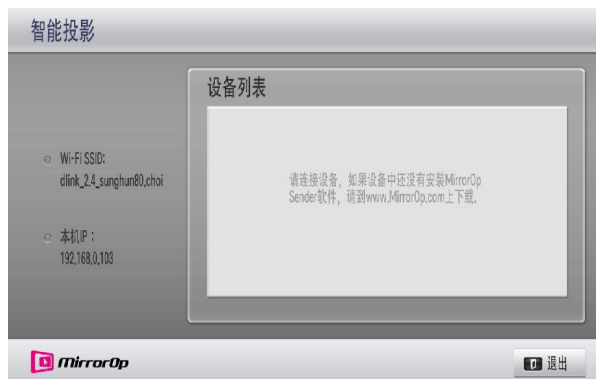 智能投影
设备列表
Wi-Fi SSID:
dlink_2,4_sunghun80,choi
本机IP：
192,168,0,103
请连接设备，如果设备中还没有安装MirrorOp
Sender软件，请到www,MirrorOp,com上下载。
MirrorOp
退出